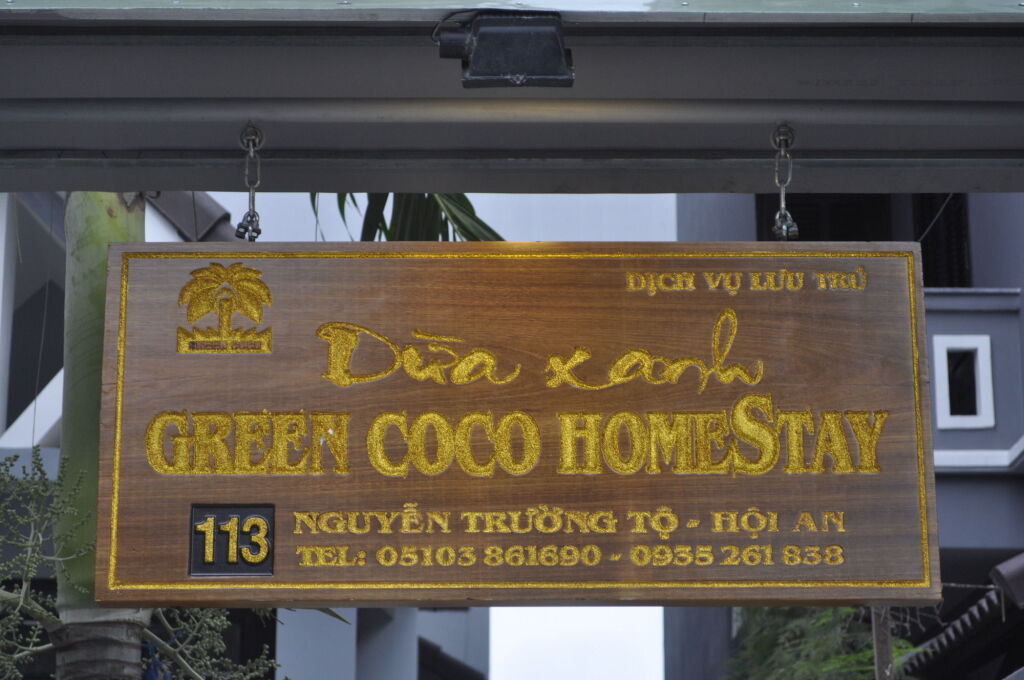 DỊCH VỤ LƯU TRÚ
Dừa xanh
GREEN COCO HOMESTAY
113 NGUYỄN TRƯỜNG TỘ - HỘI AN
TEL: 05103 861690 - 0935 261 838